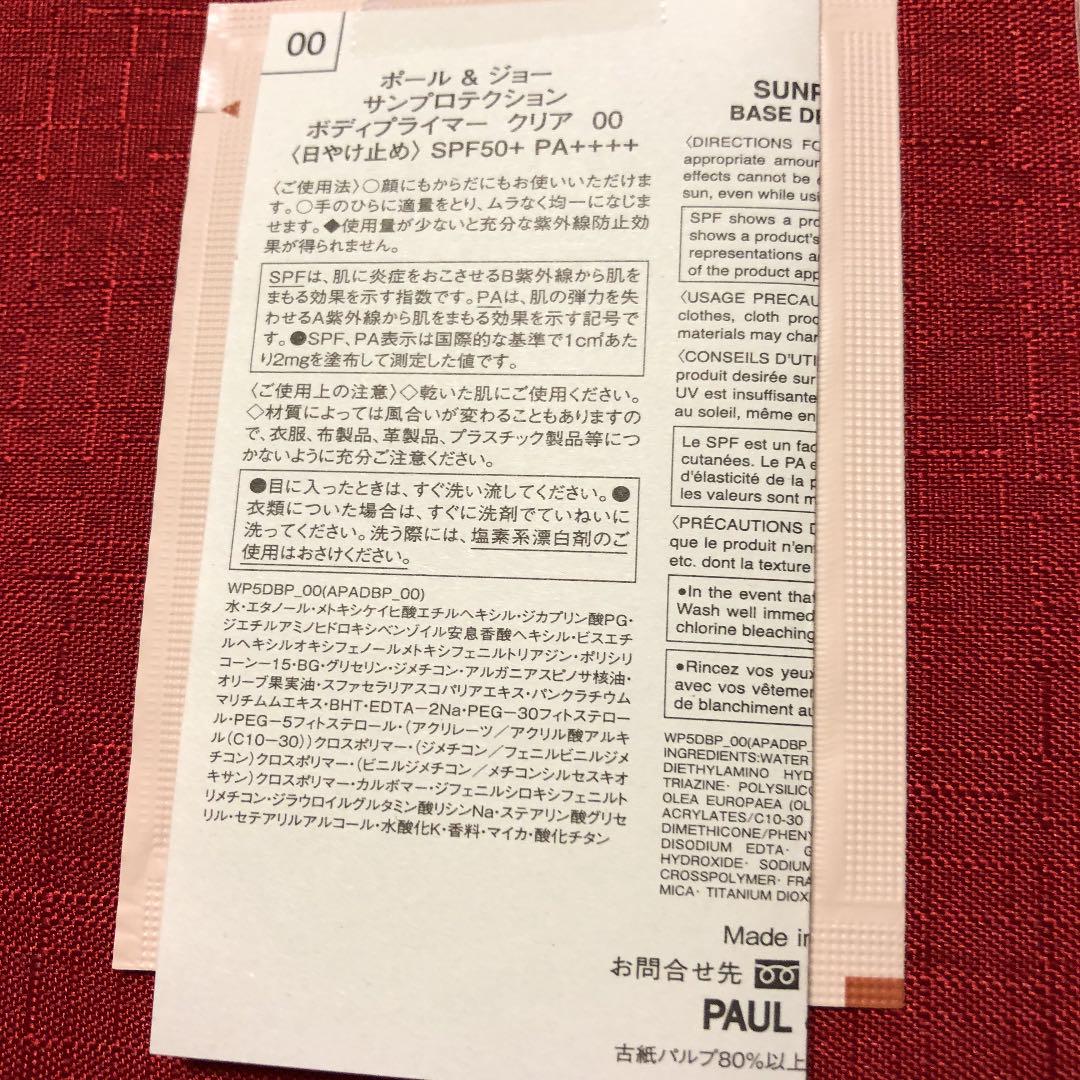 00
ポール & ジョー
サンプロテクション
ボディプライマー クリア 00
〈日やけ止め〉SPF50+ PA++++
〈ご使用法〉○顔にもからだにもお使いいただけま
す。○手のひらに適量をとり、ムラなく均一になじま
せます。◆使用量が少ないと充分な紫外線防止効
果が得られません。
SPFは、肌に炎症をおこさせるB紫外線から肌を
まもる効果を示す指数です。PAは、肌の弾力を失
わせるA紫外線から肌をまもる効果を示す記号で
す。●SPF、PA表示は国際的な基準で1c㎡あた
り2mgを塗布して測定した値です。
〈ご使用上の注意〉◇乾いた肌にご使用ください。
◇材質によっては風合いが変わることもありますの
で、衣服、布製品、革製品、プラスチック製品等につ
かないように充分ご注意ください。
●目に入ったときは、すぐ洗い流してください。●
衣類についた場合は、すぐに洗剤でていねいに
洗ってください。洗う際には、塩素系漂白剤のご
使用はおさけください。
WP5DBP_00(APADBP_00)
水・エタノール・メトキシケイヒ酸エチルヘキシル・ジカプリン酸PG・
ジエチルアミノヒドロキシベンゾイル安息香酸ヘキシル・ビスエチ
ルヘキシルオキシフェノールメトキシフェニルトリアジン・ポリシリ
コーン−15・BG・グリセリン・ジメチコン・アルガニアスピノサ核油・
オリーブ果実油・スファセラリアスコパリアエキス・パンクラチウム
マリチムムエキス・BHT・EDTA−2Na・PEG−30フィトステロー
ル・PEG−5フィトステロール・(アクリレーツ/アクリル酸アルキ
ル(C10−30))クロスポリマー・(ジメチコン/フェニルビニルジメ
チコン)クロスポリマー・(ビニルジメチコン/メチコンシルセスキオ
キサン)クロスポリマー・カルボマー・ジフェニルシロキシフェニルト
リメチコン・ジラウロイルグルタミン酸リシンNa・ステアリン酸グリセ
リル・セテアリルアルコール・水酸化K・香料・マイカ・酸化チタン
SUNP
BASE D
〈DIRECTIONS FO
appropriate amour
effects cannot be
sun, even while usi
SPF shows a pro
shows a product's
representations a
of the product app
〈USAGE PRECAU
clothes, cloth proc
materials may char
〈CONSEILS D'UTI
produit desirée sur
UV est insuffisante
au soleil, même en
Le SPF est un fac
cutanées. Le PA e
d'élasticité de la p
les valeurs sont m
〈PRÉCAUTIONS D
que le produit n'en
etc. dont la texture
●In the event tha
Wash well immed
chlorine bleaching
●Rincez vos yeux
avec vos vêtemer
de blanchiment au
WP5DBP_00(APADBP_
INGREDIENTS:WATER
DIETHYLAMINO HYD
TRIAZINE· POLYSILIC
OLEA EUROPAEA (OL
ACRYLATES/C10-30
DIMETHICONE/PHEN
DISODIUM EDTA· G
HYDROXIDE· SODIUM
CROSSPOLYMER· FRA
MICA· TITANIUM DIOX
Made in
お問合せ先
PAUL
古紙パルプ80%以上